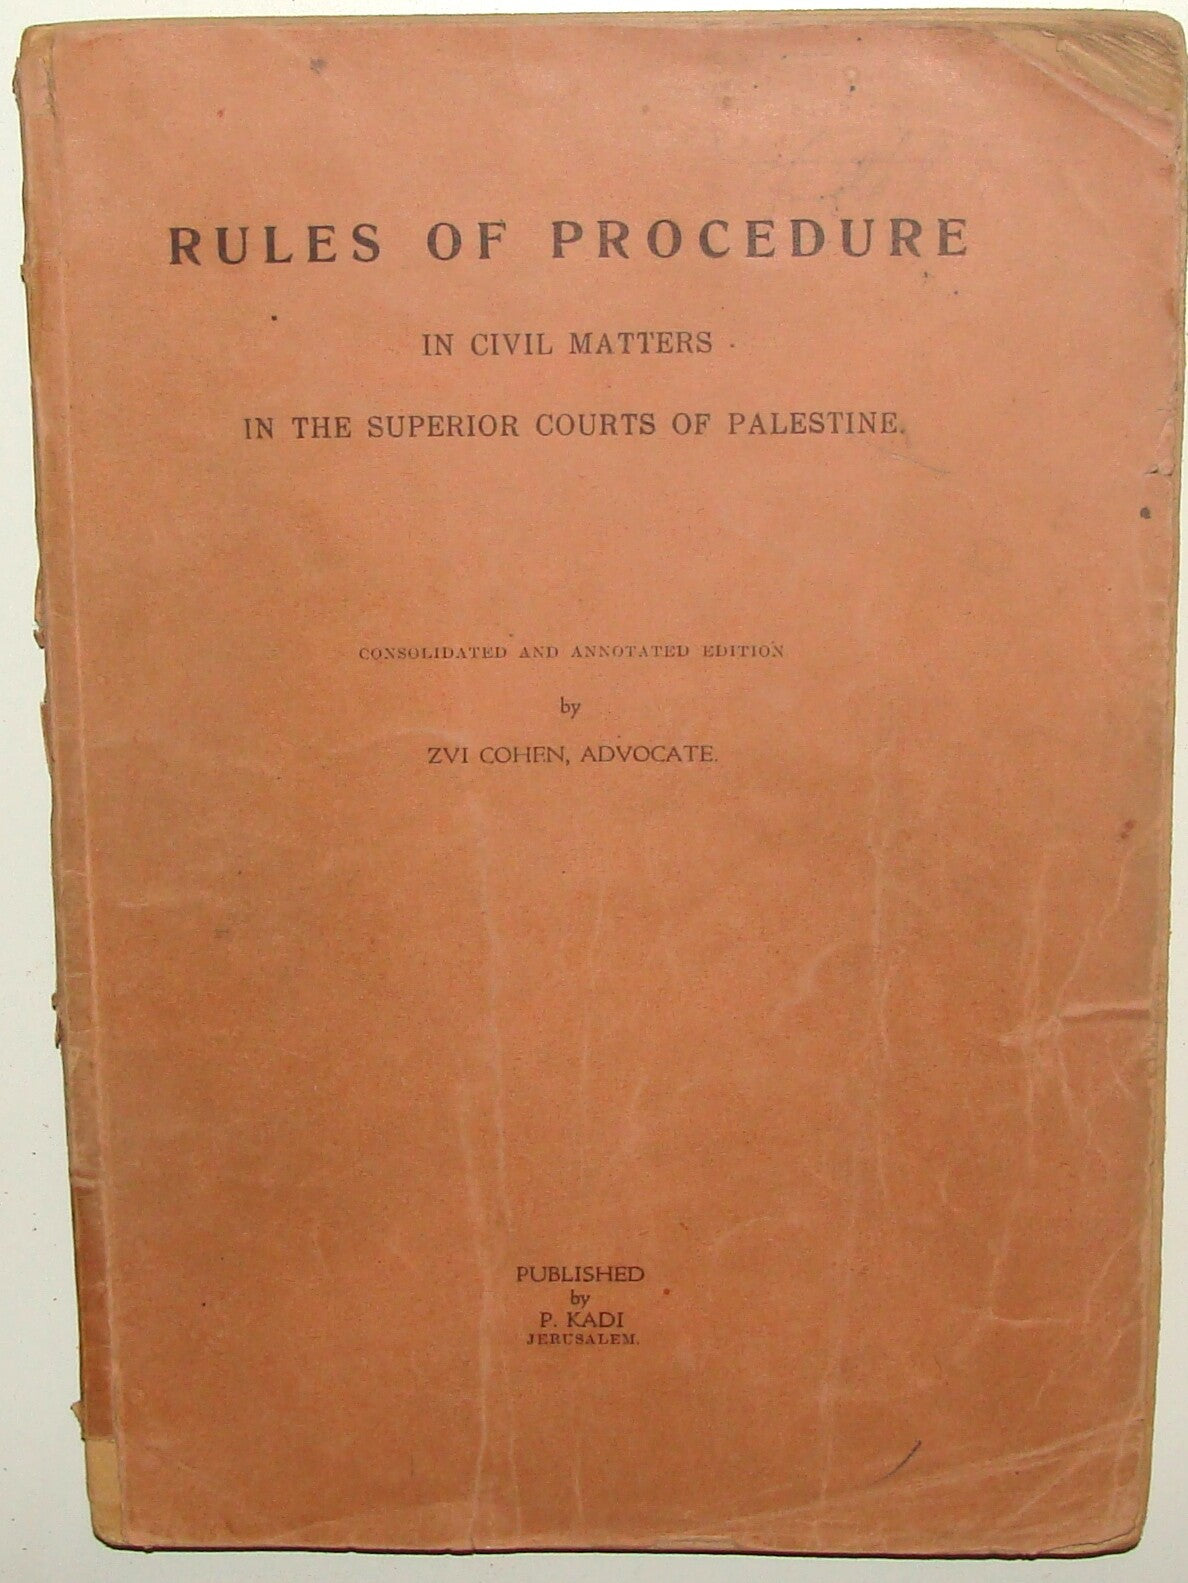 RULES OF PROCEDURE
IN CIVIL MATTERS
IN THE SUPERIOR COURTS OF PALESTINE.
CONSOLIDATED AND ANNOTATED EDITION
by
ZVI COHEN, ADVOCATE.
PUBLISHED
by
P. KADI
JERUSALEM.